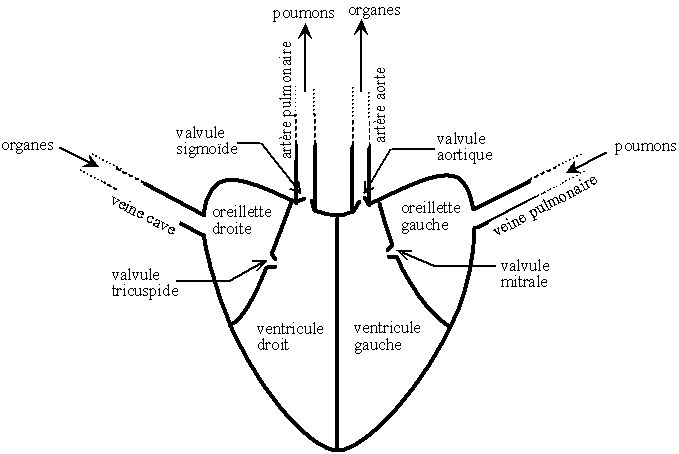 poumons
organes
artère pulmonaire
artère aorte
valvule
sigmoïde
valvule
aortique
organes
poumons
veine cave
oreillette
droite
oreillette
gauche
veine pulmonaire
valvule
tricuspide
valvule
mitrale
ventricule
droit
ventricule
gauche